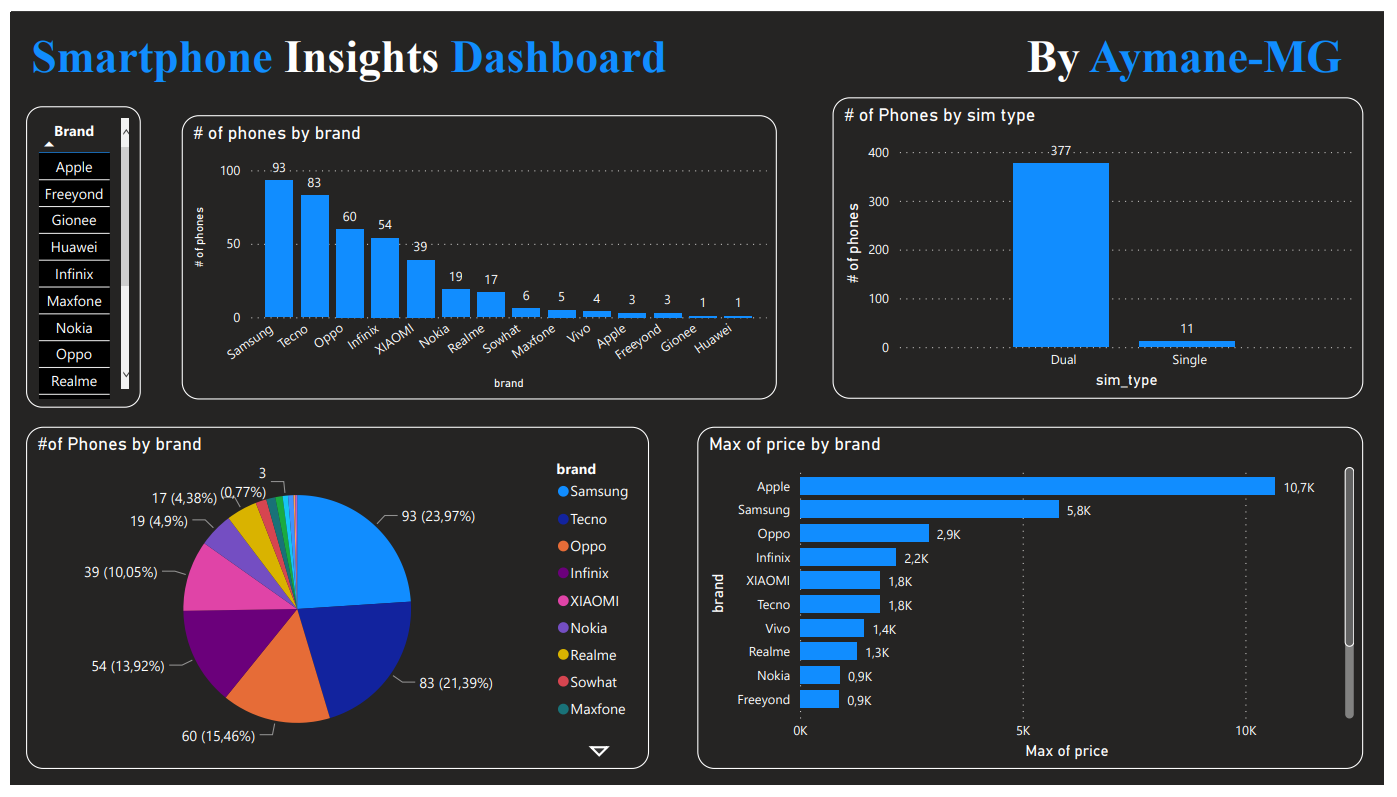 Smartphone Insights Dashboard
By Aymane-MG
Brand
Apple
Freeyond
Gionee
Huawei
Infinix
Maxfone
Nokia
Oppo
Realme
# of phones by brand
# of phones
100
50
0
93
83
60
54
39
19
17
6
5
4
3
3
1
1
Samsung
Tecno
Oppo
Infinix
XIAOMI
Nokia
Realme
Sowhat
Maxfone
Vivo
Apple
Freeyond
Gionee
Huawei
brand
# of Phones by sim type
# of phones
400
300
200
100
0
377
11
Dual
Single
sim_type
#of Phones by brand
3
(0,77%)
17 (4,38%)
19 (4,9%)
39 (10,05%)
54 (13,92%)
60 (15,46%)
83 (21,39%)
93 (23,97%)
brand
Samsung
Tecno
Oppo
Infinix
XIAOMI
Nokia
Realme
Sowhat
Maxfone
Max of price by brand
brand
Apple 10,7K
Samsung 5,8K
Oppo 2,9K
Infinix 2,2K
XIAOMI 1,8K
Tecno 1,8K
Vivo 1,4K
Realme 1,3K
Nokia 0,9K
Freeyond 0,9K
0K 5K 10K
Max of price